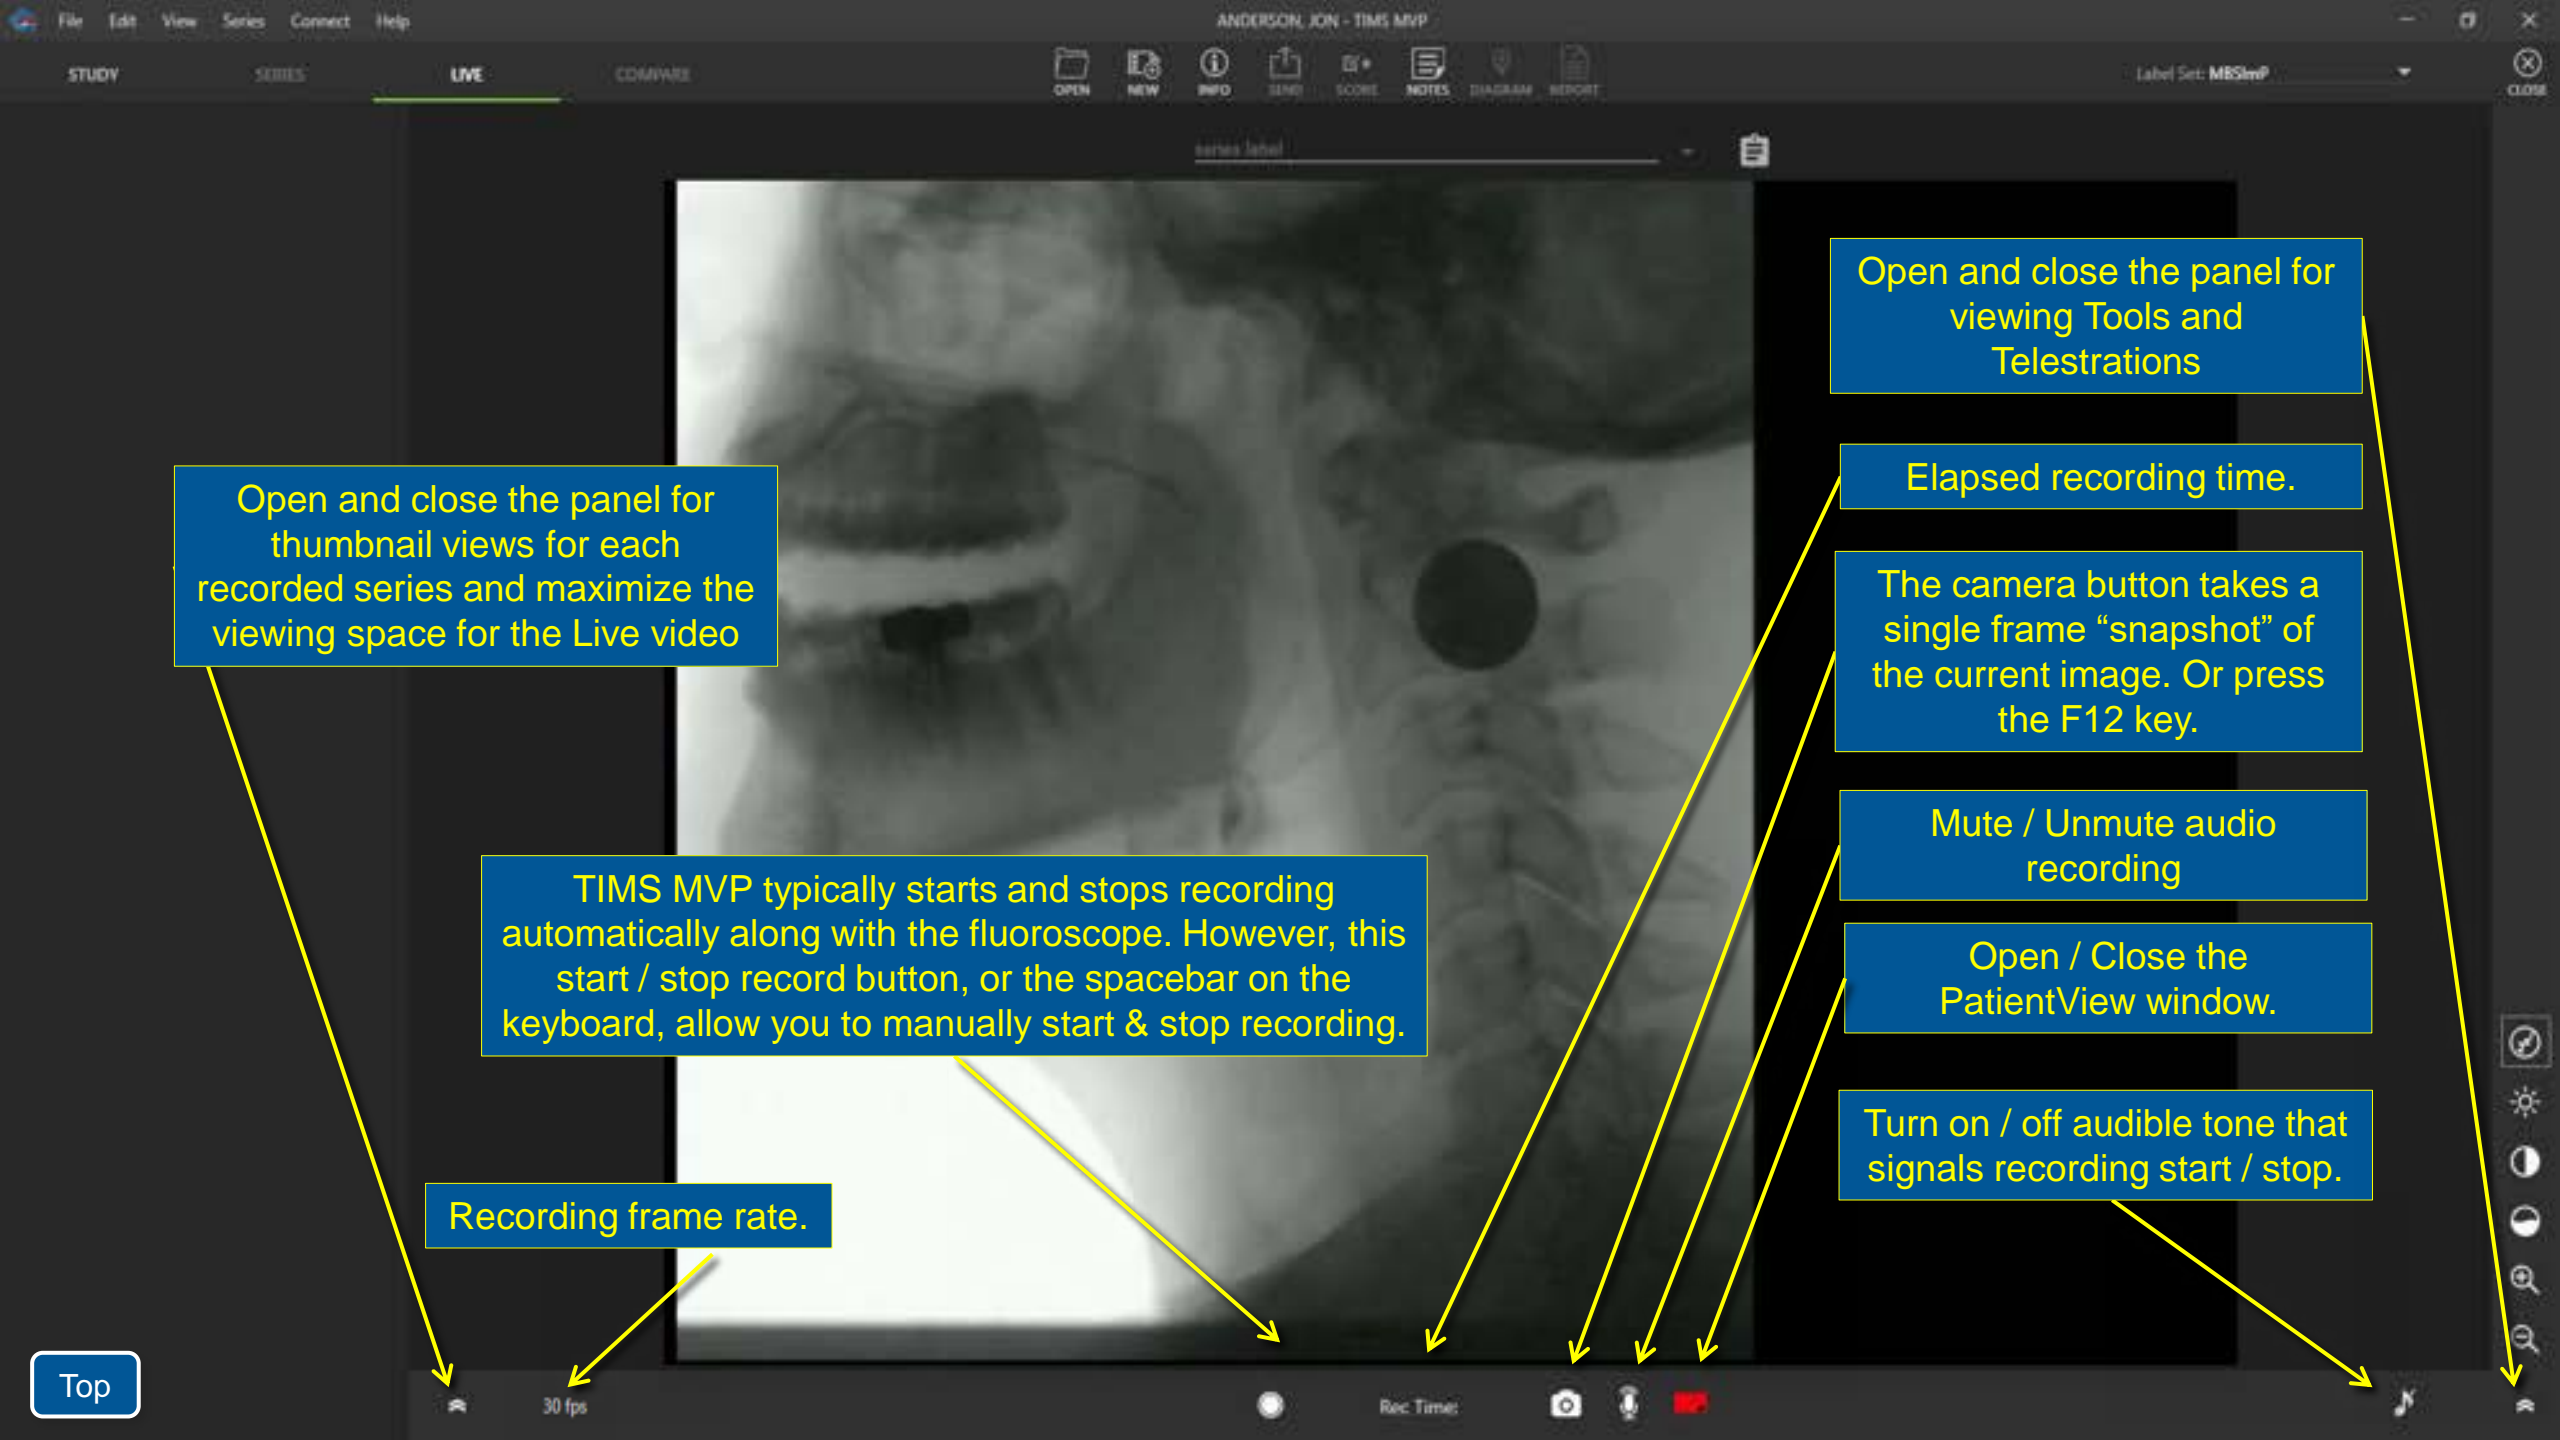 File Edit View Series Connect Help
ANDERSON, JON - TIMS MVP
STUDY SERIES LIVE COMPARE
OPEN NEW INFO SEND SCORE NOTES DIAGRAM REPORT
Label Set: MBSImP
CLOSE
series label
Open and close the panel for
viewing Tools and
Telestrations
Elapsed recording time.
Open and close the panel for
thumbnail views for each
recorded series and maximize the
viewing space for the Live video
The camera button takes a
single frame “snapshot” of
the current image. Or press
the F12 key.
Mute / Unmute audio
recording
TIMS MVP typically starts and stops recording
automatically along with the fluoroscope. However, this
start / stop record button, or the spacebar on the
keyboard, allow you to manually start & stop recording.
Open / Close the
PatientView window.
Turn on / off audible tone that
signals recording start / stop.
Recording frame rate.
Top
30 fps
Rec Time: